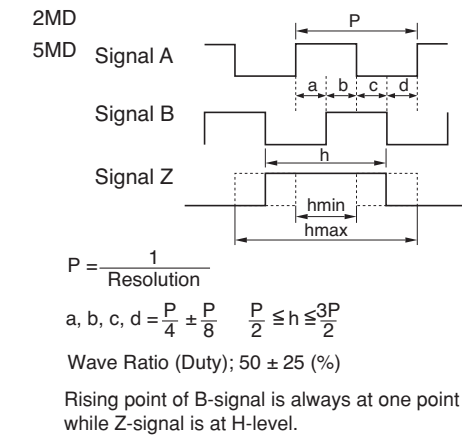 2MD
5MD
Signal A
P
a b c d
Signal B
h
Signal Z
hmin
hmax
P = 1 / Resolution
a, b, c, d = P/4 ± P/8 P/2 ≦ h ≦ 3P/2
Wave Ratio (Duty); 50 ± 25 (%)
Rising point of B-signal is always at one point
while Z-signal is at H-level.